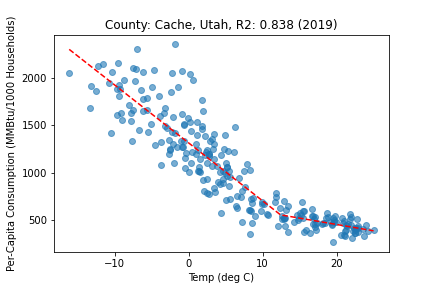 County: Cache, Utah, R2: 0.838 (2019)
Per-Capita Consumption (MMBtu/1000 Households)
2000
1500
1000
500
−10
0
10
20
Temp (deg C)